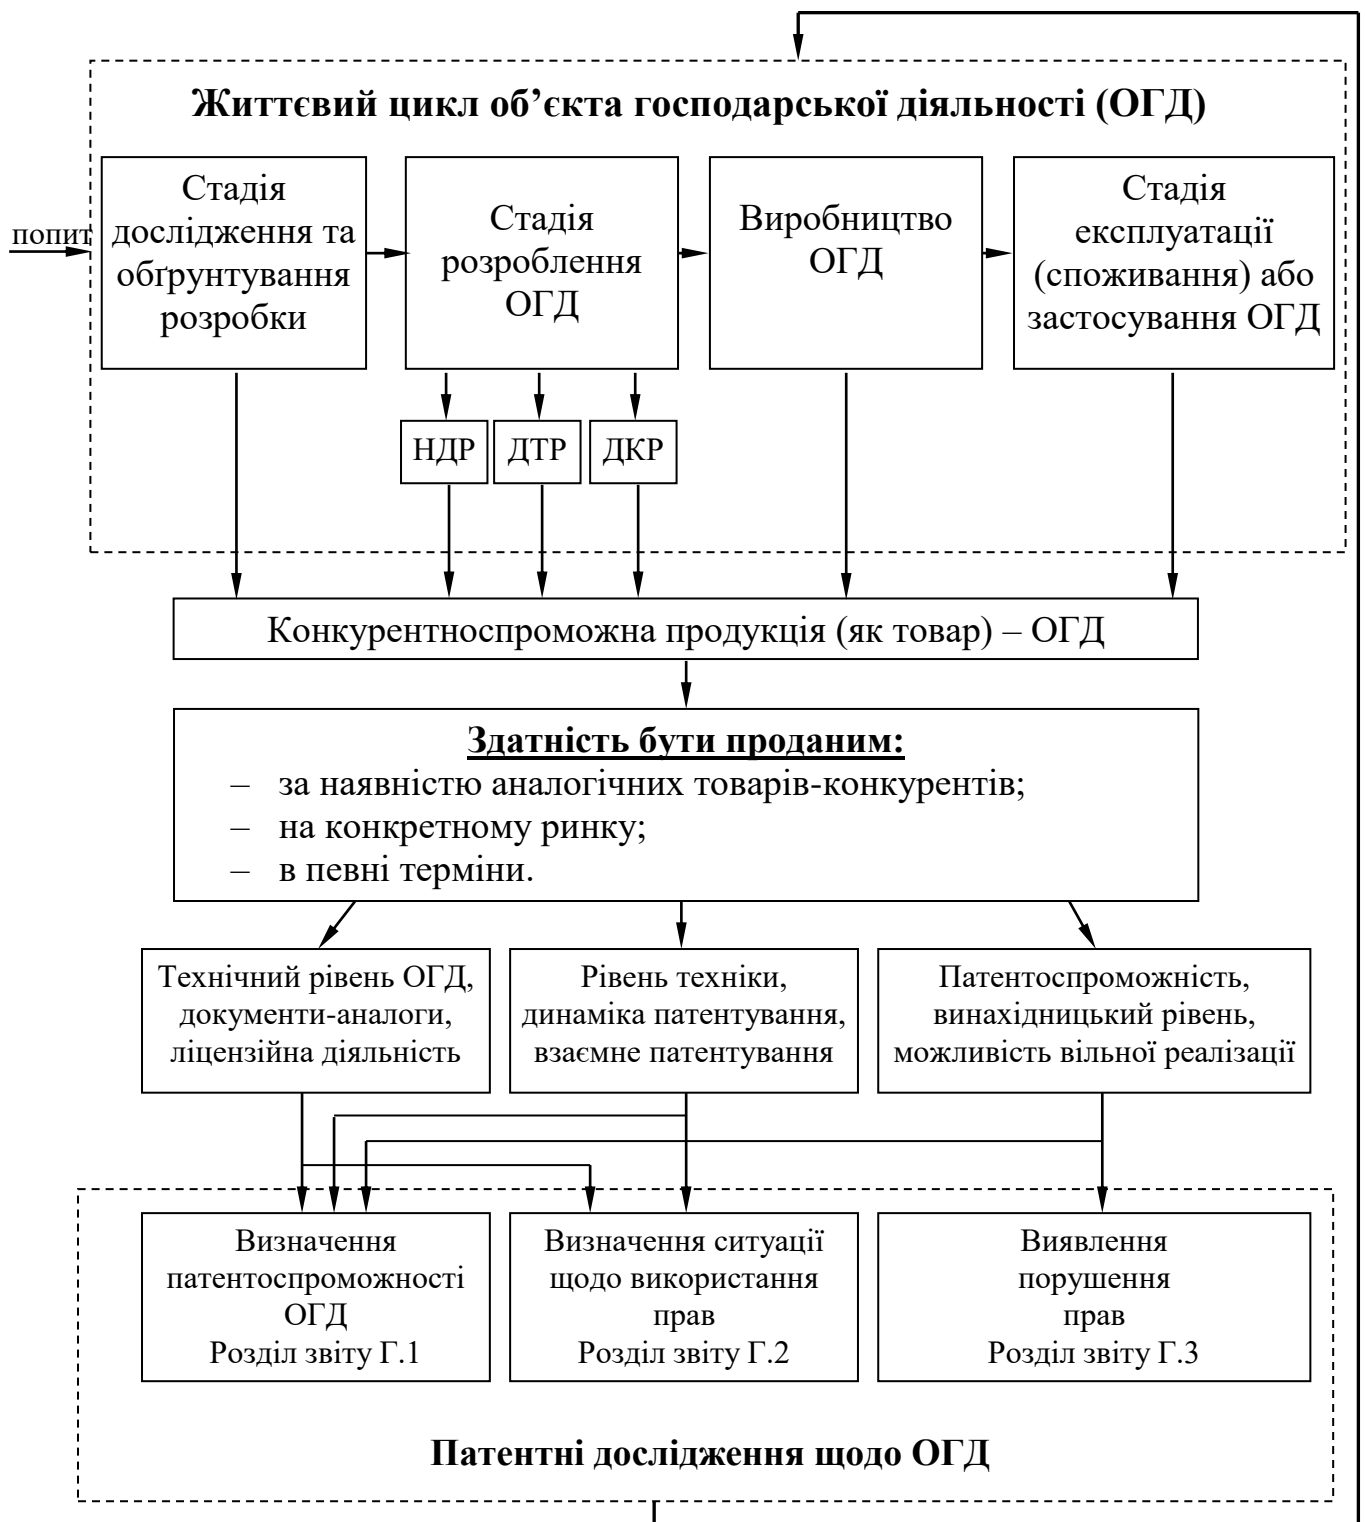 Життєвий цикл об’єкта господарської діяльності (ОГД)
попит
Стадія
дослідження та
обґрунтування
розробки
Стадія
розроблення
ОГД
Виробництво
ОГД
Стадія
експлуатації
(споживання) або
застосування ОГД
НДР
ДТР
ДКР
Конкурентноспроможна продукція (як товар) – ОГД
Здатність бути проданим:
– за наявністю аналогічних товарів-конкурентів;
– на конкретному ринку;
– в певні терміни.
Технічний рівень ОГД,
документи-аналоги,
ліцензійна діяльність
Рівень техніки,
динаміка патентування,
взаємне патентування
Патентоспроможність,
винахідницький рівень,
можливість вільної реалізації
Визначення
патентоспроможності
ОГД
Розділ звіту Г.1
Визначення ситуації
щодо використання
прав
Розділ звіту Г.2
Виявлення
порушення
прав
Розділ звіту Г.3
Патентні дослідження щодо ОГД